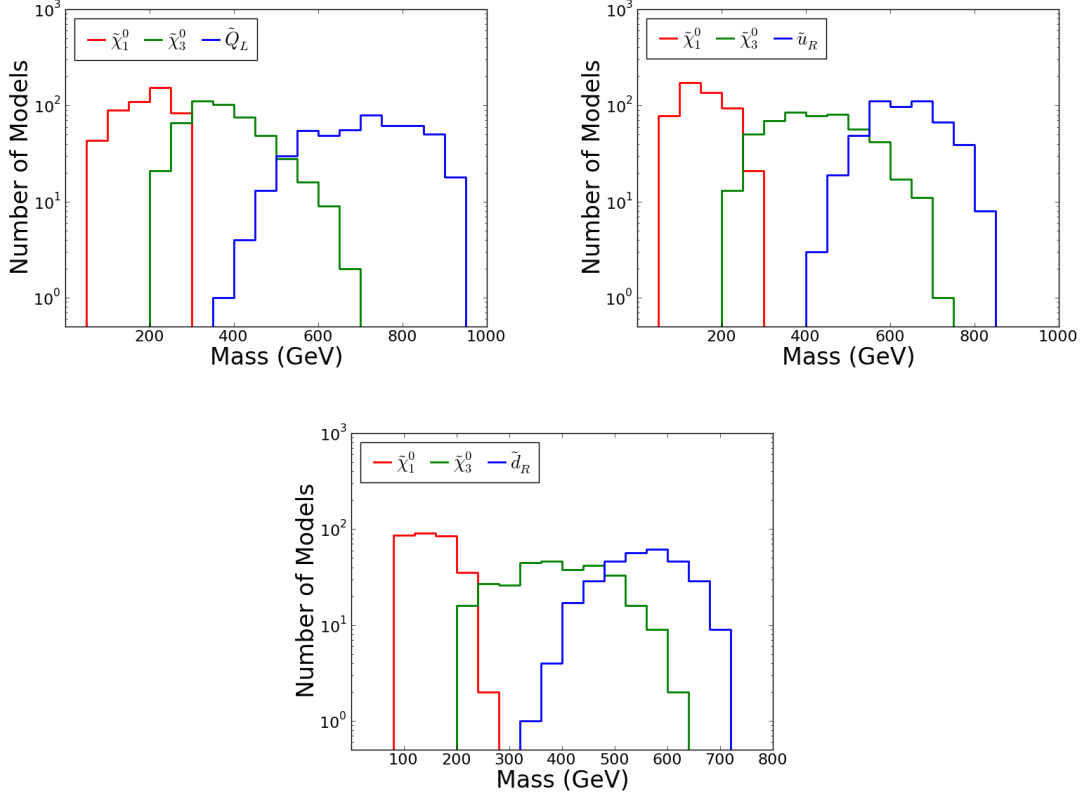 χ̃₁⁰ χ̃₃⁰ Q̃_L
Number of Models
10³
10²
10¹
10⁰
200 400 600 800 1000
Mass (GeV)
χ̃₁⁰ χ̃₃⁰ ũ_R
Number of Models
10³
10²
10¹
10⁰
200 400 600 800 1000
Mass (GeV)
χ̃₁⁰ χ̃₃⁰ d̃_R
Number of Models
10³
10²
10¹
10⁰
100 200 300 400 500 600 700 800
Mass (GeV)